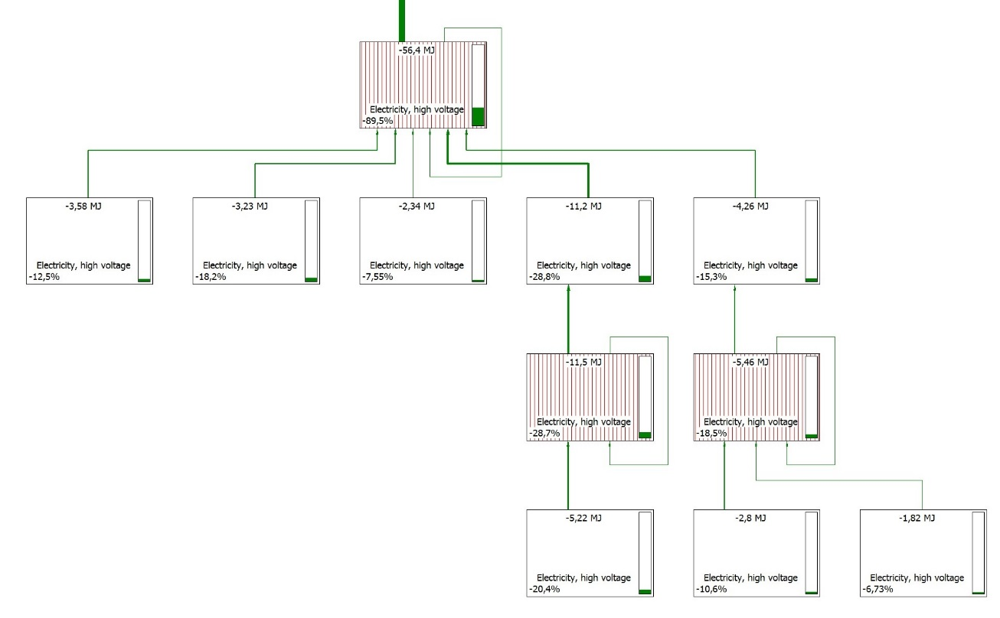 -56,4 MJ
Electricity, high voltage
-89,5%
-3,58 MJ
Electricity, high voltage
-12,5%
-3,23 MJ
Electricity, high voltage
-18,2%
-2,34 MJ
Electricity, high voltage
-7,55%
-11,2 MJ
Electricity, high voltage
-28,8%
-4,26 MJ
Electricity, high voltage
-15,3%
-11,5 MJ
Electricity, high voltage
-28,7%
-5,46 MJ
Electricity, high voltage
-18,5%
-5,22 MJ
Electricity, high voltage
-20,4%
-2,8 MJ
Electricity, high voltage
-10,6%
-1,82 MJ
Electricity, high voltage
-6,73%